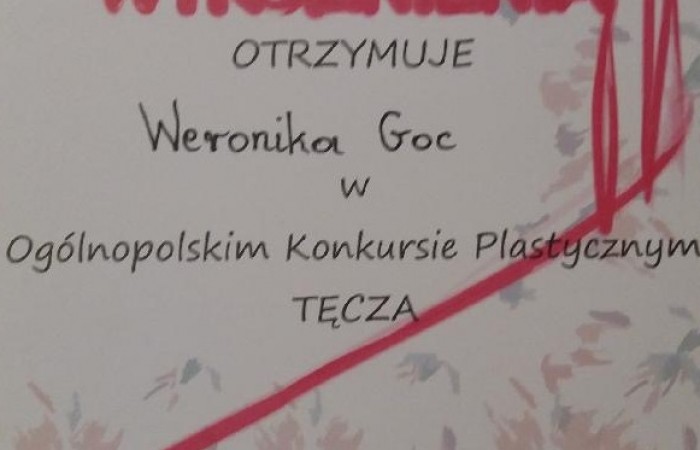 OTRZYMUJE
Weronika Goc
w
Ogólnopolskim Konkursie Plastycznym
TĘCZA